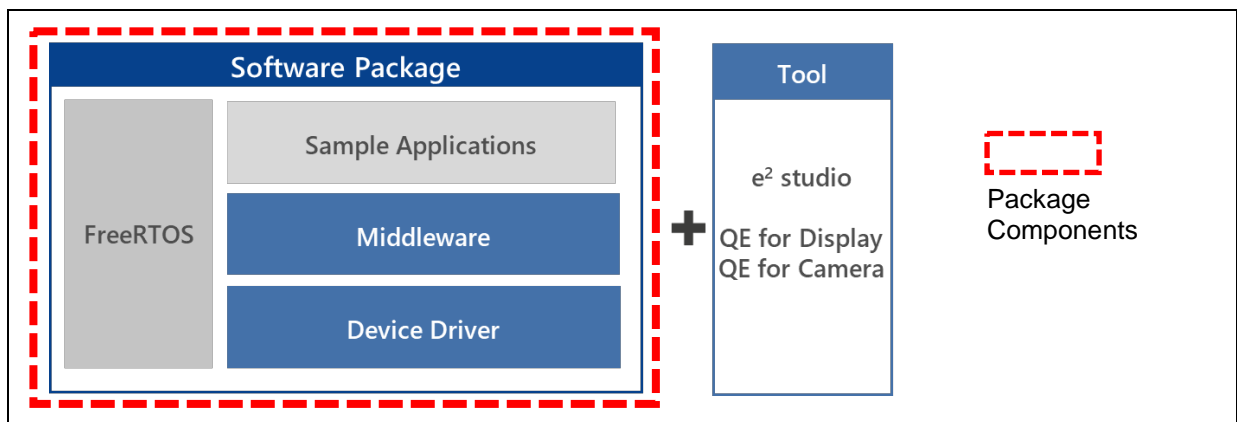 Software Package
FreeRTOS
Sample Applications
Middleware
Device Driver
+
Tool
e² studio
QE for Display
QE for Camera
Package
Components